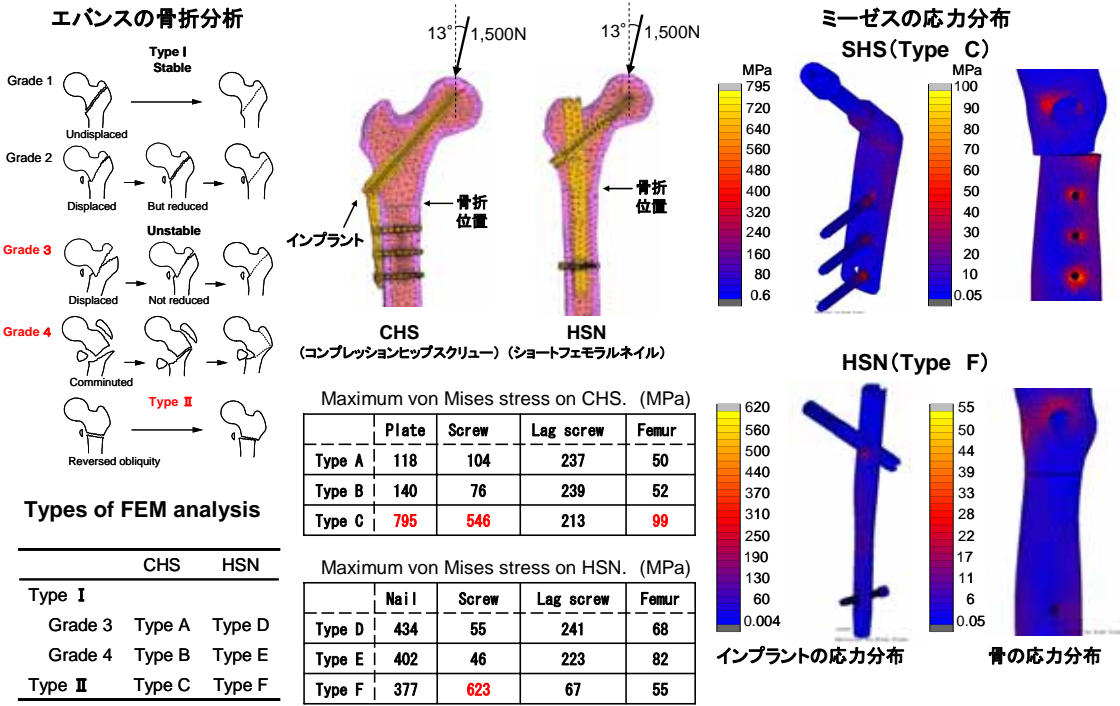 エバンスの骨折分析
Type Ⅰ
Stable
Grade 1
Undisplaced
Grade 2
Displaced
But reduced
Unstable
Grade 3
Displaced
Not reduced
Grade 4
Comminuted
Type Ⅱ
Reversed obliquity
Types of FEM analysis
CHS HSN
Type Ⅰ
Grade 3 Type A Type D
Grade 4 Type B Type E
Type Ⅱ Type C Type F
13° 1,500N
13° 1,500N
骨折
位置
骨折
位置
インプラント
CHS
(コンプレッションヒップスクリュー)
HSN
(ショートフェモラルネイル)
Maximum von Mises stress on CHS. (MPa)
Plate Screw Lag screw Femur
Type A 118 104 237 50
Type B 140 76 239 52
Type C 795 546 213 99
Maximum von Mises stress on HSN. (MPa)
Nail Screw Lag screw Femur
Type D 434 55 241 68
Type E 402 46 223 82
Type F 377 623 67 55
ミーゼスの応力分布
SHS(Type C)
MPa
795
720
640
560
480
400
320
240
160
80
0.6
MPa
100
90
80
70
60
50
40
30
20
10
0.05
HSN(Type F)
MPa
620
560
500
440
370
310
250
190
130
60
0.004
MPa
55
50
44
39
33
28
22
17
11
6
0.05
インプラントの応力分布
骨の応力分布